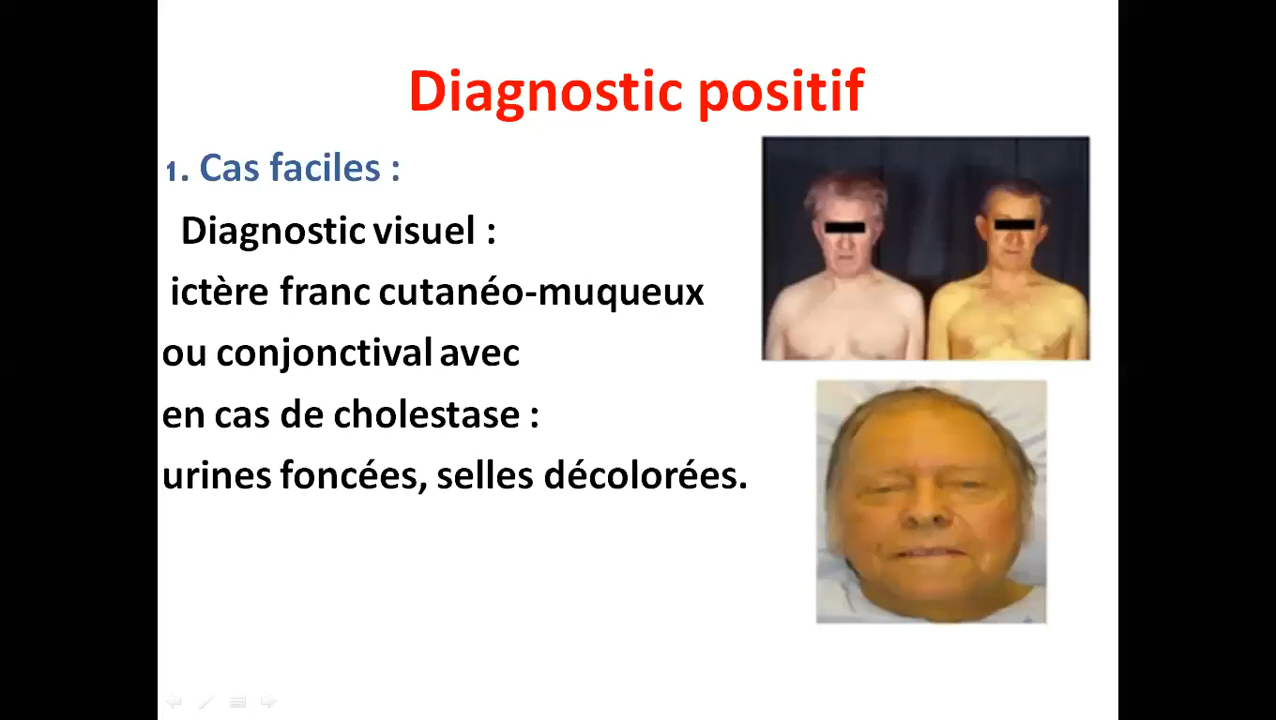 Diagnostic positif
1. Cas faciles :
Diagnostic visuel :
ictère franc cutanéo-muqueux
ou conjonctival avec
en cas de cholestase :
urines foncées, selles décolorées.